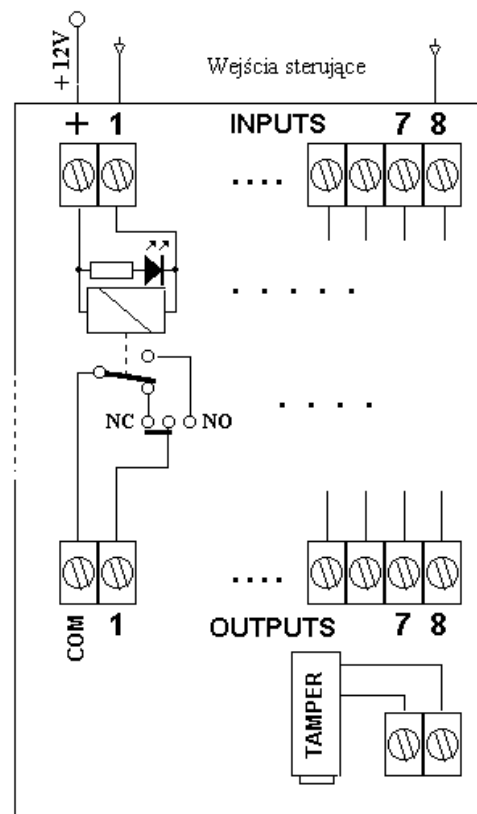 + 12V
Wejścia sterujące
+ 1 INPUTS 7 8
....
. . . . .
. . . .
NC NO
....
COM 1 OUTPUTS 7 8
TAMPER